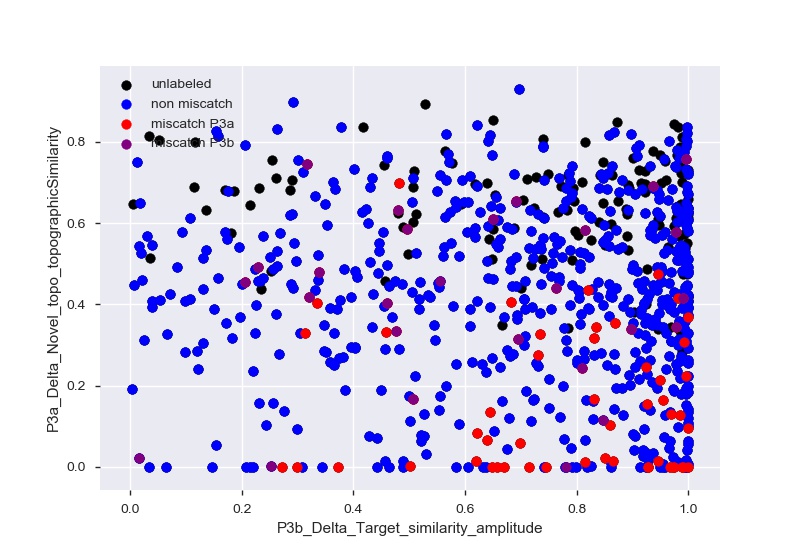 unlabeled
non miscatch
miscatch P3a
miscatch P3b
0.8
0.6
0.4
0.2
0.0
P3a_Delta_Novel_topo_topographicSimilarity
0.0 0.2 0.4 0.6 0.8 1.0
P3b_Delta_Target_similarity_amplitude